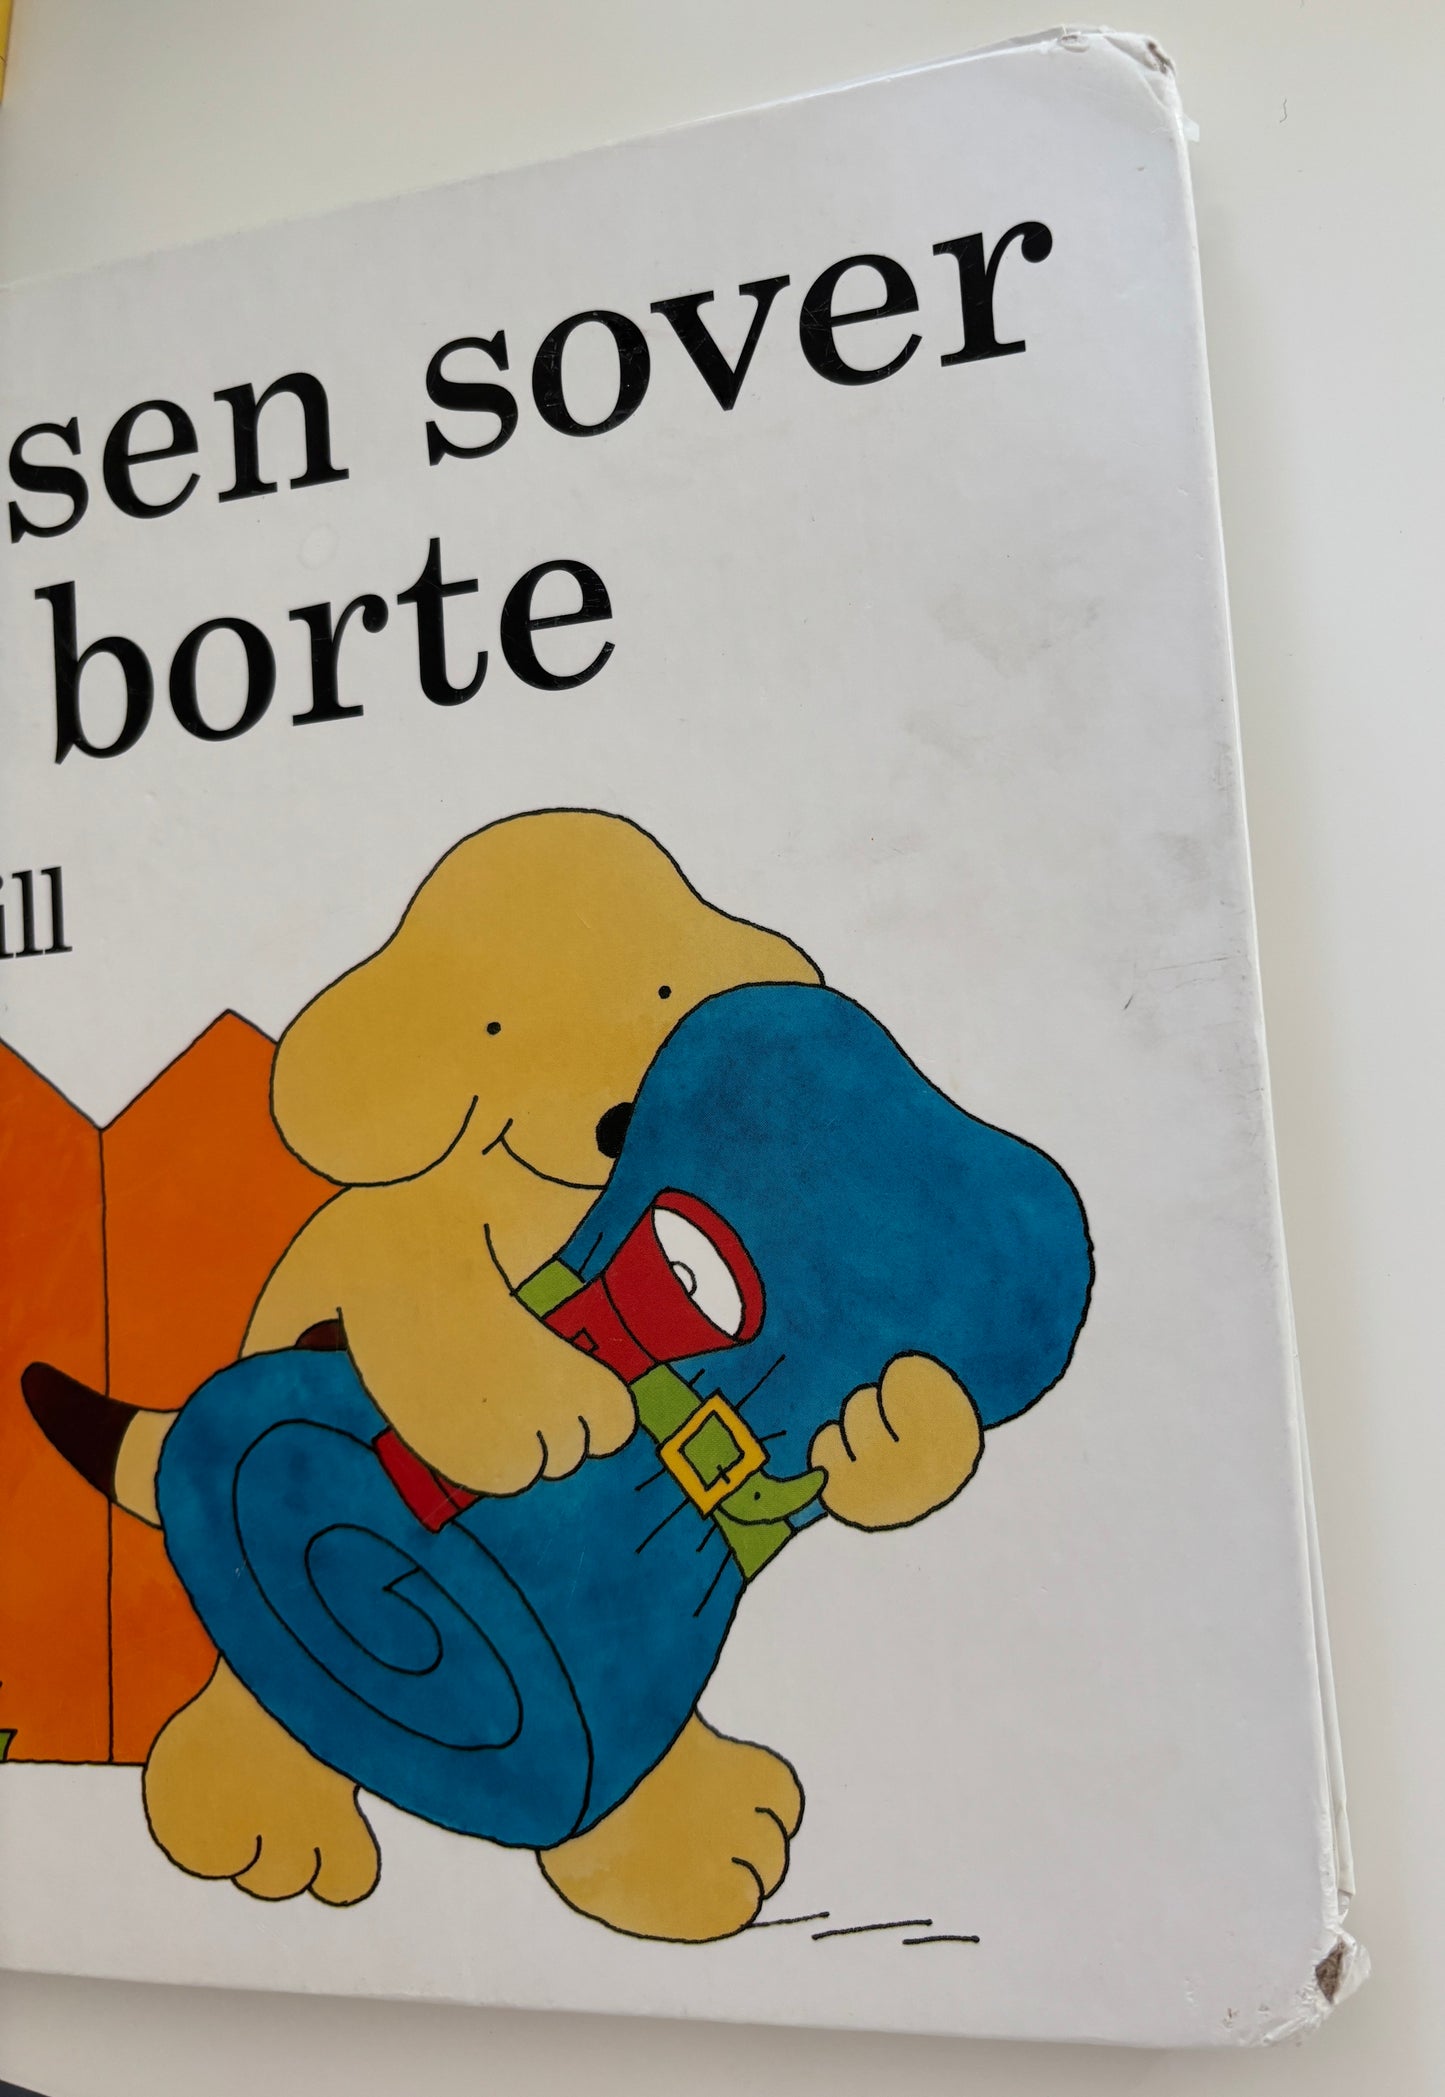 sen sover
borte
ill